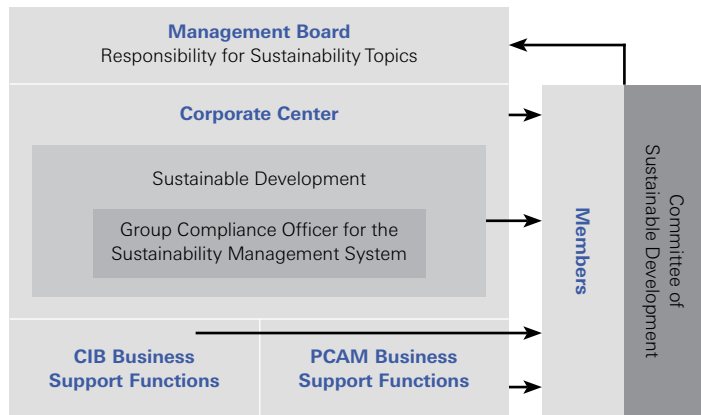 Management Board
Responsibility for Sustainability Topics
Corporate Center
Sustainable Development
Group Compliance Officer for the
Sustainability Management System
CIB Business
Support Functions
PCAM Business
Support Functions
Members
Committee of
Sustainable Development